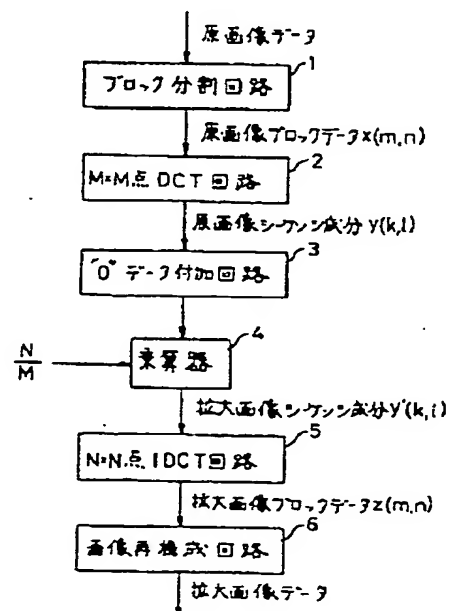 原画像データ
1
ブロック分割回路
原画像ブロックデータx(m,n)
2
M×M点DCT回路
原画像シーケンシ成分y(k,l)
3
"0"データ付加回路
4
N/M
乗算路
拡大画像シーケンシ成分y'(k,l)
5
N×N点IDCT回路
拡大画像ブロックデータz(m,n)
6
画像再構成回路
拡大画像データ